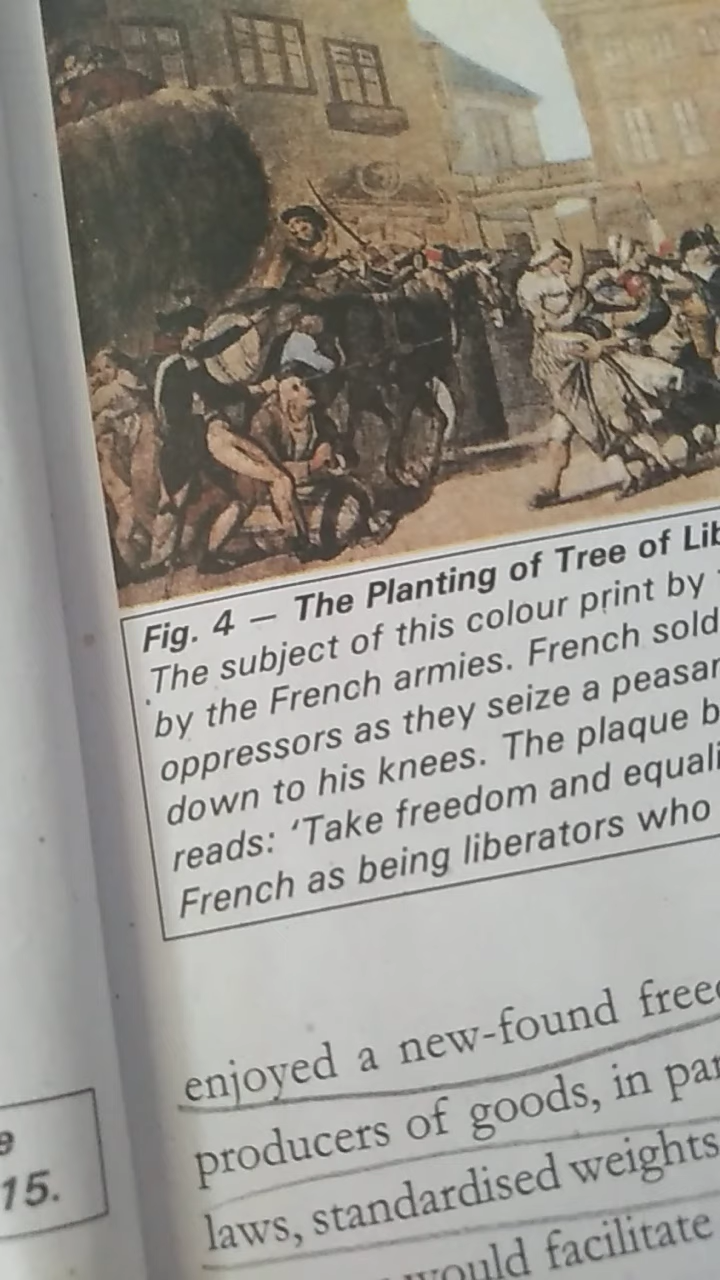 Fig. 4 — The Planting of Tree of Lib
The subject of this colour print by
by the French armies. French sold
oppressors as they seize a peasan
down to his knees. The plaque b
reads: ‘Take freedom and equali
French as being liberators who
enjoyed a new-found free
producers of goods, in par
laws, standardised weights
would facilitate
e
15.